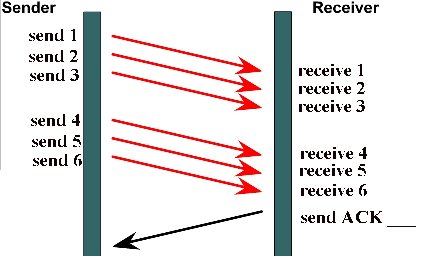 Sender
Receiver
send 1
send 2
send 3
receive 1
receive 2
receive 3
send 4
send 5
send 6
receive 4
receive 5
receive 6
send ACK ___